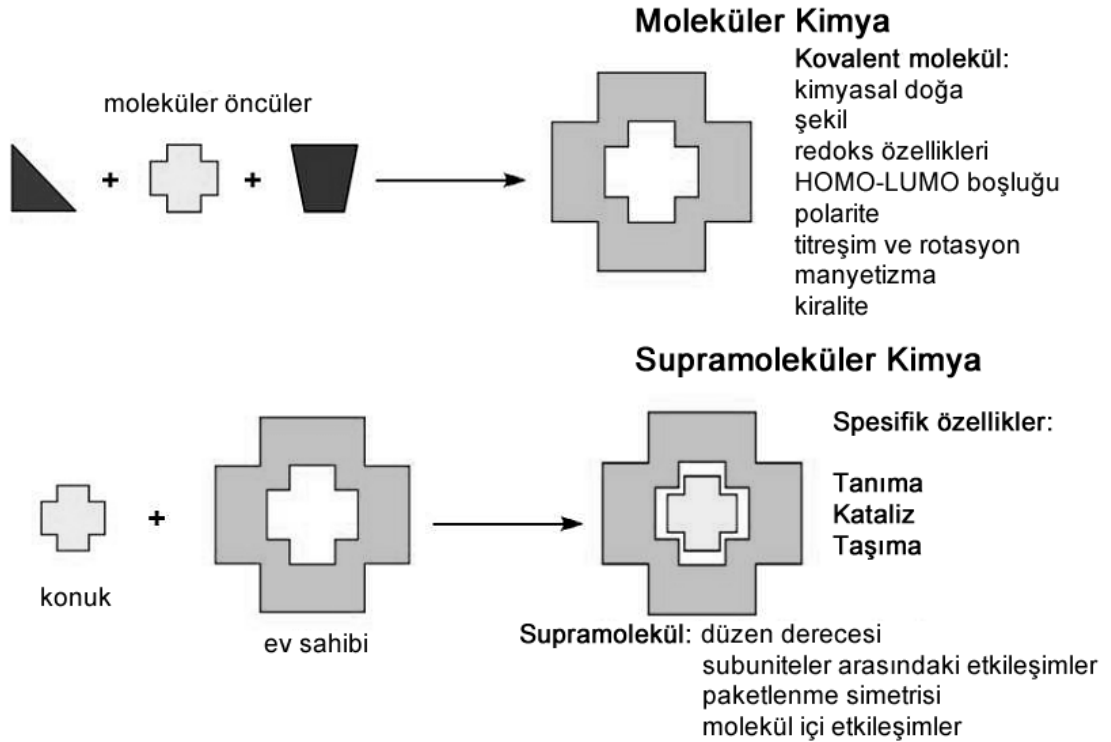 Moleküler Kimya
moleküler öncüler
+
+
Kovalent molekül:
kimyasal doğa
şekil
redoks özellikleri
HOMO-LUMO boşluğu
polarite
titreşim ve rotasyon
manyetizma
kiralite
Supramoleküler Kimya
+
konuk
ev sahibi
Spesifik özellikler:
Tanıma
Kataliz
Taşıma
Supramolekül: düzen derecesi
subuniteler arasındaki etkileşimler
paketlenme simetrisi
molekül içi etkileşimler